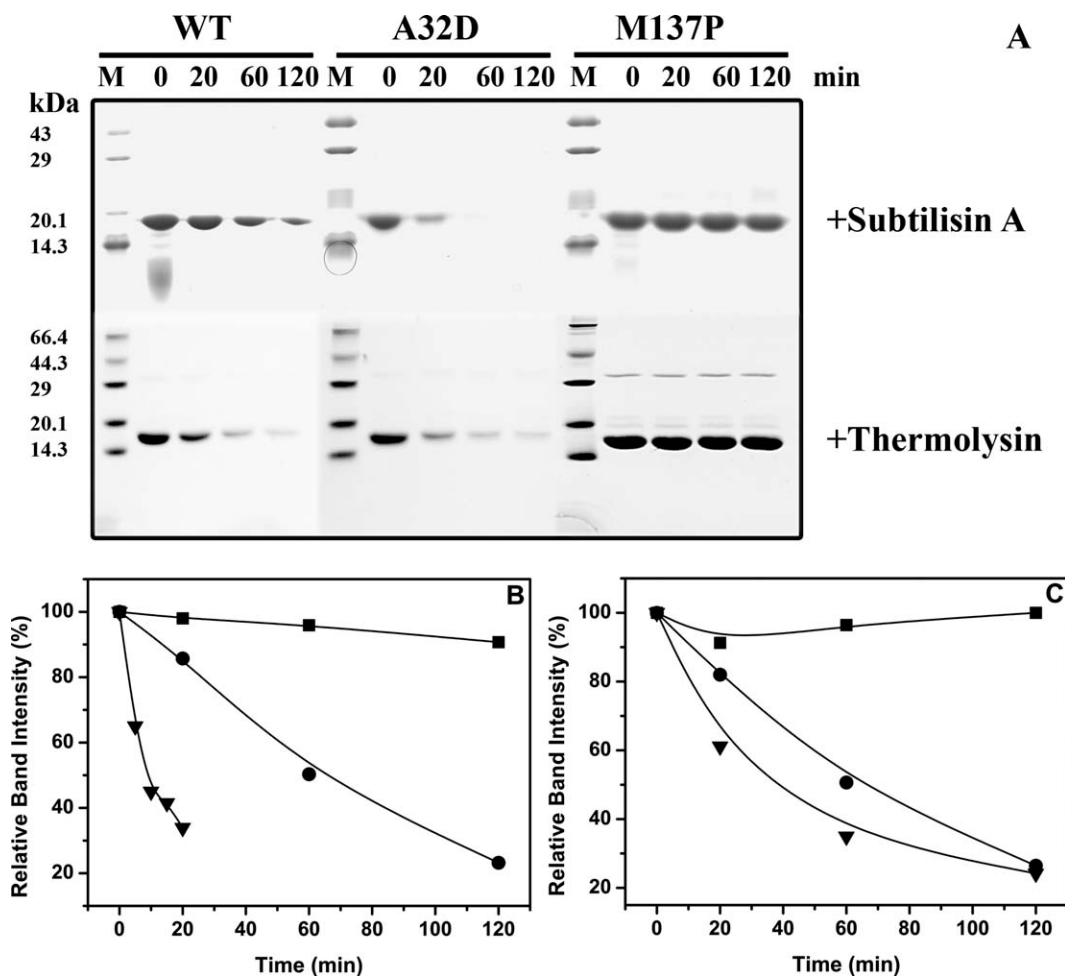 WT A32D M137P A
M 0 20 60 120 M 0 20 60 120 M 0 20 60 120 min
kDa
43
29
20.1
14.3
+Subtilisin A
66.4
44.3
29
20.1
14.3
+Thermolysin
B
Relative Band Intensity (%)
100
80
60
40
20
0 20 40 60 80 100 120
Time (min)
C
Relative Band Intensity (%)
100
80
60
40
20
0 20 40 60 80 100 120
Time (min)